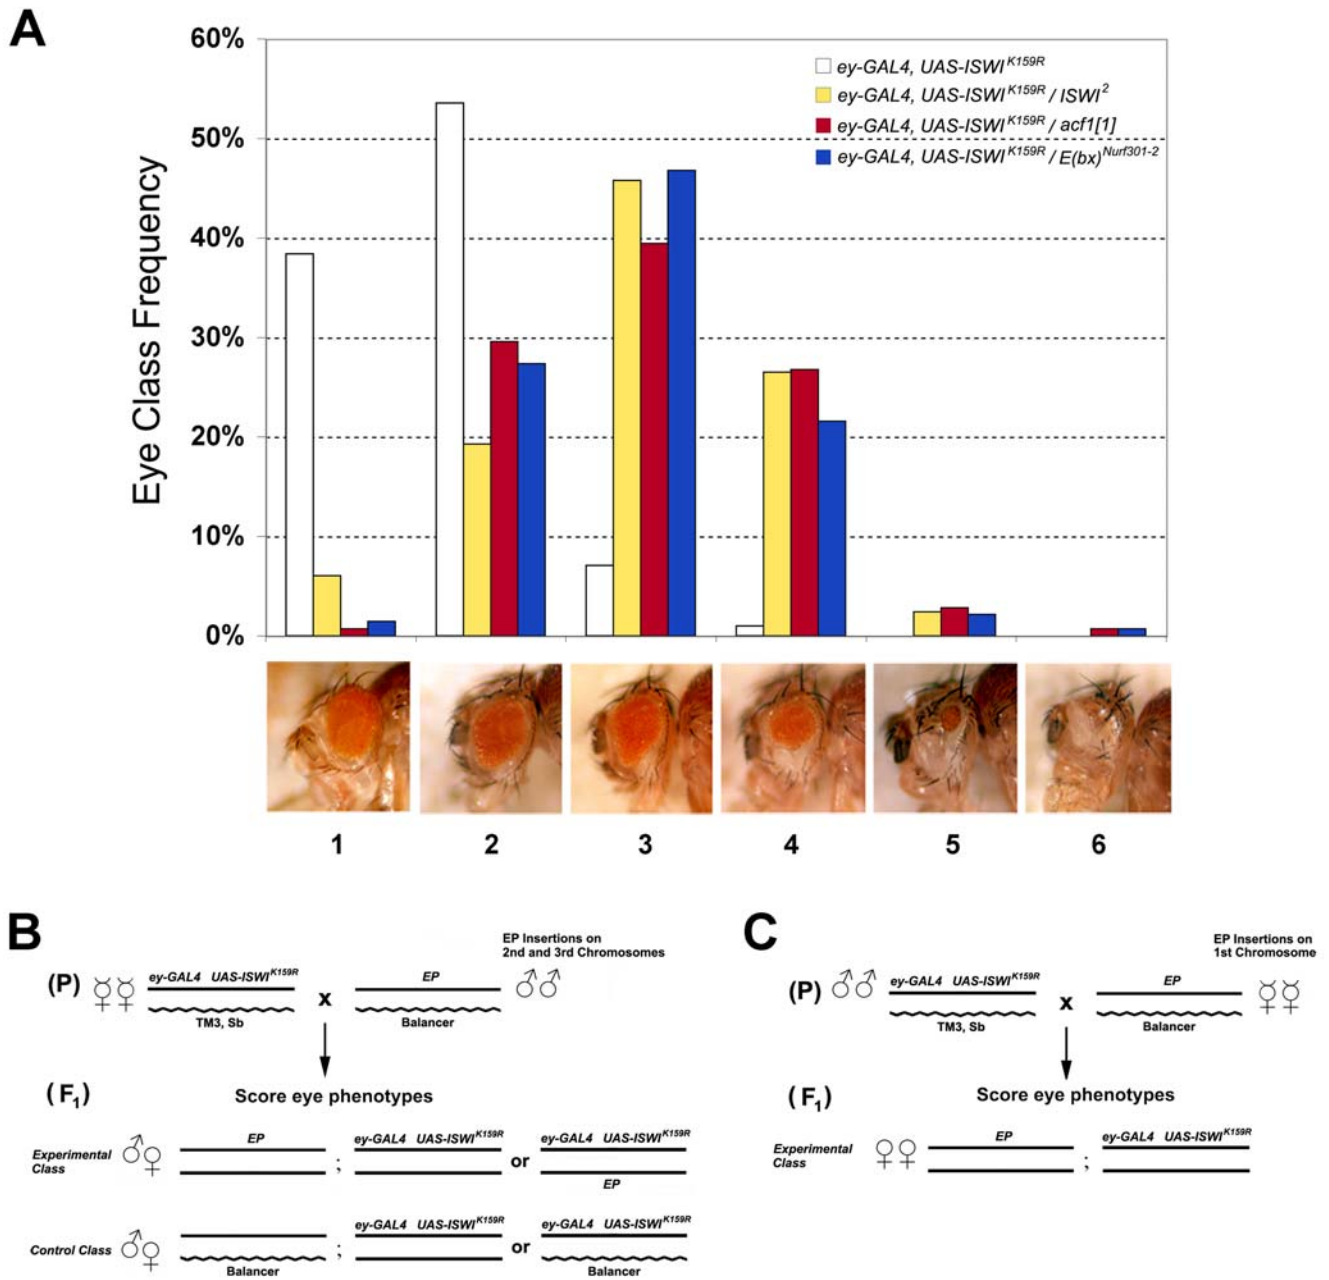 A
Eye Class Frequency
60%
50%
40%
30%
20%
10%
0%
ey-GAL4, UAS-ISWI^K159R
ey-GAL4, UAS-ISWI^K159R / ISWI^2
ey-GAL4, UAS-ISWI^K159R / acf1[1]
ey-GAL4, UAS-ISWI^K159R / E(bx)^Nurf301-2
1 2 3 4 5 6
B
EP Insertions on
2nd and 3rd Chromosomes
(P) ☿☿ ey-GAL4 UAS-ISWI^K159R x EP ♂♂
TM3, Sb Balancer
(F1) Score eye phenotypes
Experimental
Class
♂♀ EP ; ey-GAL4 UAS-ISWI^K159R or ey-GAL4 UAS-ISWI^K159R
EP
Control Class ♂♀ ; ey-GAL4 UAS-ISWI^K159R or ey-GAL4 UAS-ISWI^K159R
Balancer Balancer
C
EP Insertions on
1st Chromosome
(P) ♂♂ ey-GAL4 UAS-ISWI^K159R x EP ☿☿
TM3, Sb Balancer
(F1) Score eye phenotypes
Experimental
Class
♀♀ EP ; ey-GAL4 UAS-ISWI^K159R